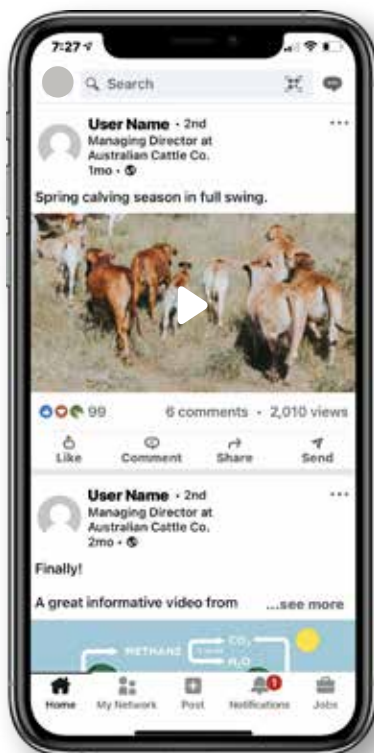 7:27
Search
User Name • 2nd
Managing Director at
Australian Cattle Co.
1mo •
Spring calving season in full swing.
99 6 comments • 2,010 views
Like Comment Share Send
User Name • 2nd
Managing Director at
Australian Cattle Co.
2mo •
Finally!
A great informative video from ...see more
METHANE CO₂
H₂O
1
Home My Network Post Notifications Jobs